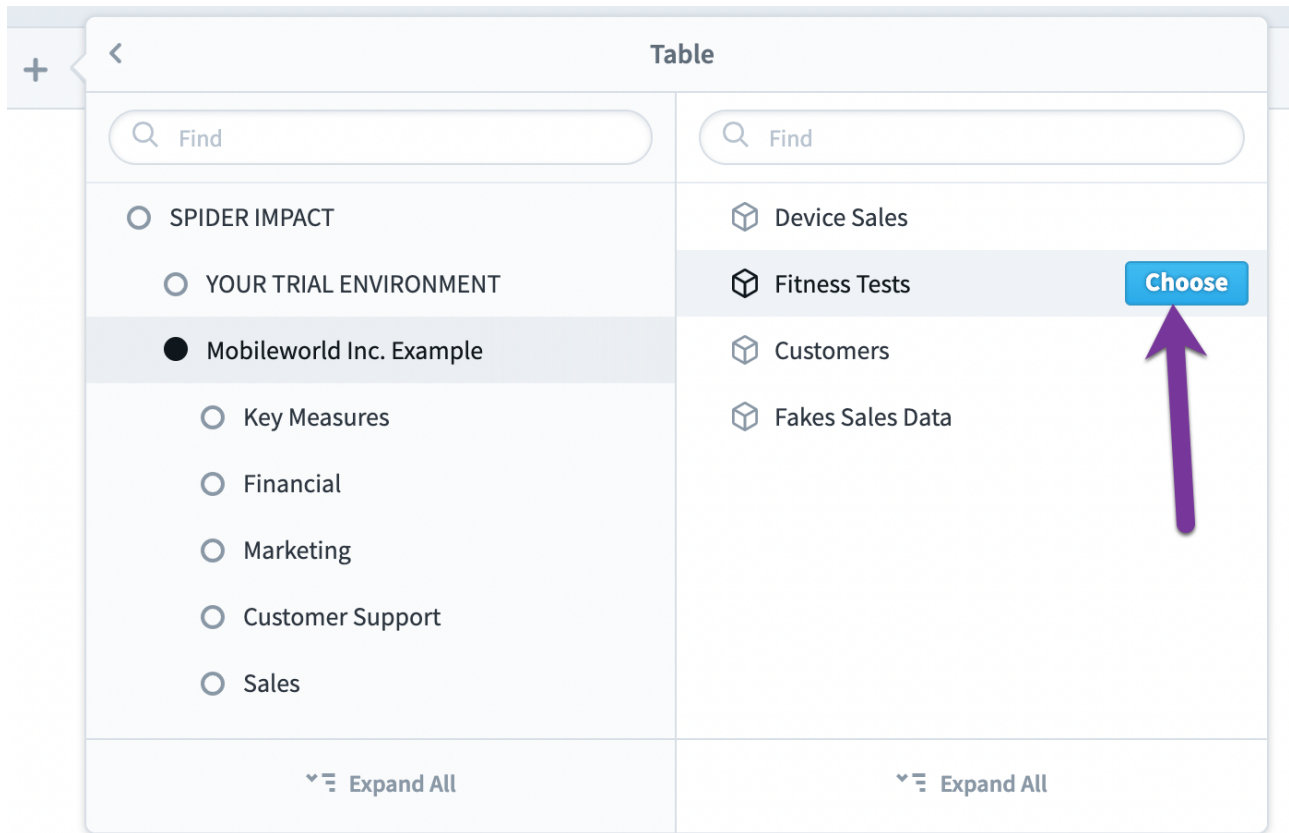 Table
Find
SPIDER IMPACT
YOUR TRIAL ENVIRONMENT
Mobileworld Inc. Example
Key Measures
Financial
Marketing
Customer Support
Sales
Expand All
Find
Device Sales
Fitness Tests
Choose
Customers
Fakes Sales Data
Expand All